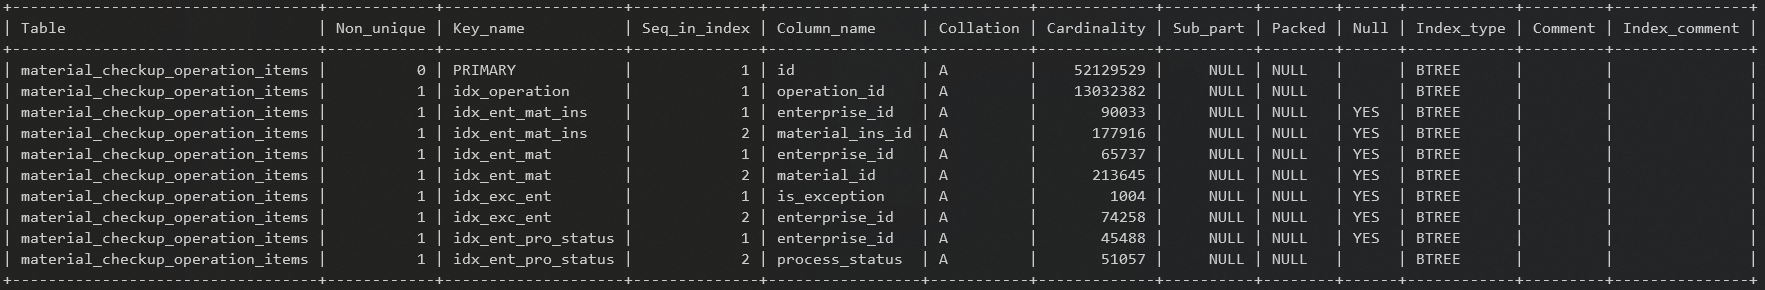 +----------------------------------+------------+-------------------+--------------+-----------------+-----------+-------------+----------+--------+------+------------+---------+---------------+
| Table | Non_unique | Key_name | Seq_in_index | Column_name | Collation | Cardinality | Sub_part | Packed | Null | Index_type | Comment | Index_comment |
+----------------------------------+------------+-------------------+--------------+-----------------+-----------+-------------+----------+--------+------+------------+---------+---------------+
| material_checkup_operation_items | 0 | PRIMARY | 1 | id | A | 52129529 | NULL | NULL | | BTREE | | |
| material_checkup_operation_items | 1 | idx_operation | 1 | operation_id | A | 13032382 | NULL | NULL | | BTREE | | |
| material_checkup_operation_items | 1 | idx_ent_mat_ins | 1 | enterprise_id | A | 90033 | NULL | NULL | YES | BTREE | | |
| material_checkup_operation_items | 1 | idx_ent_mat_ins | 2 | material_ins_id | A | 177916 | NULL | NULL | YES | BTREE | | |
| material_checkup_operation_items | 1 | idx_ent_mat | 1 | enterprise_id | A | 65737 | NULL | NULL | YES | BTREE | | |
| material_checkup_operation_items | 1 | idx_ent_mat | 2 | material_id | A | 213645 | NULL | NULL | YES | BTREE | | |
| material_checkup_operation_items | 1 | idx_exc_ent | 1 | is_exception | A | 1004 | NULL | NULL | YES | BTREE | | |
| material_checkup_operation_items | 1 | idx_exc_ent | 2 | enterprise_id | A | 74258 | NULL | NULL | YES | BTREE | | |
| material_checkup_operation_items | 1 | idx_ent_pro_status | 1 | enterprise_id | A | 45488 | NULL | NULL | YES | BTREE | | |
| material_checkup_operation_items | 1 | idx_ent_pro_status | 2 | process_status | A | 51057 | NULL | NULL | | BTREE | | |
+----------------------------------+------------+-------------------+--------------+-----------------+-----------+-------------+----------+--------+------+------------+---------+---------------+